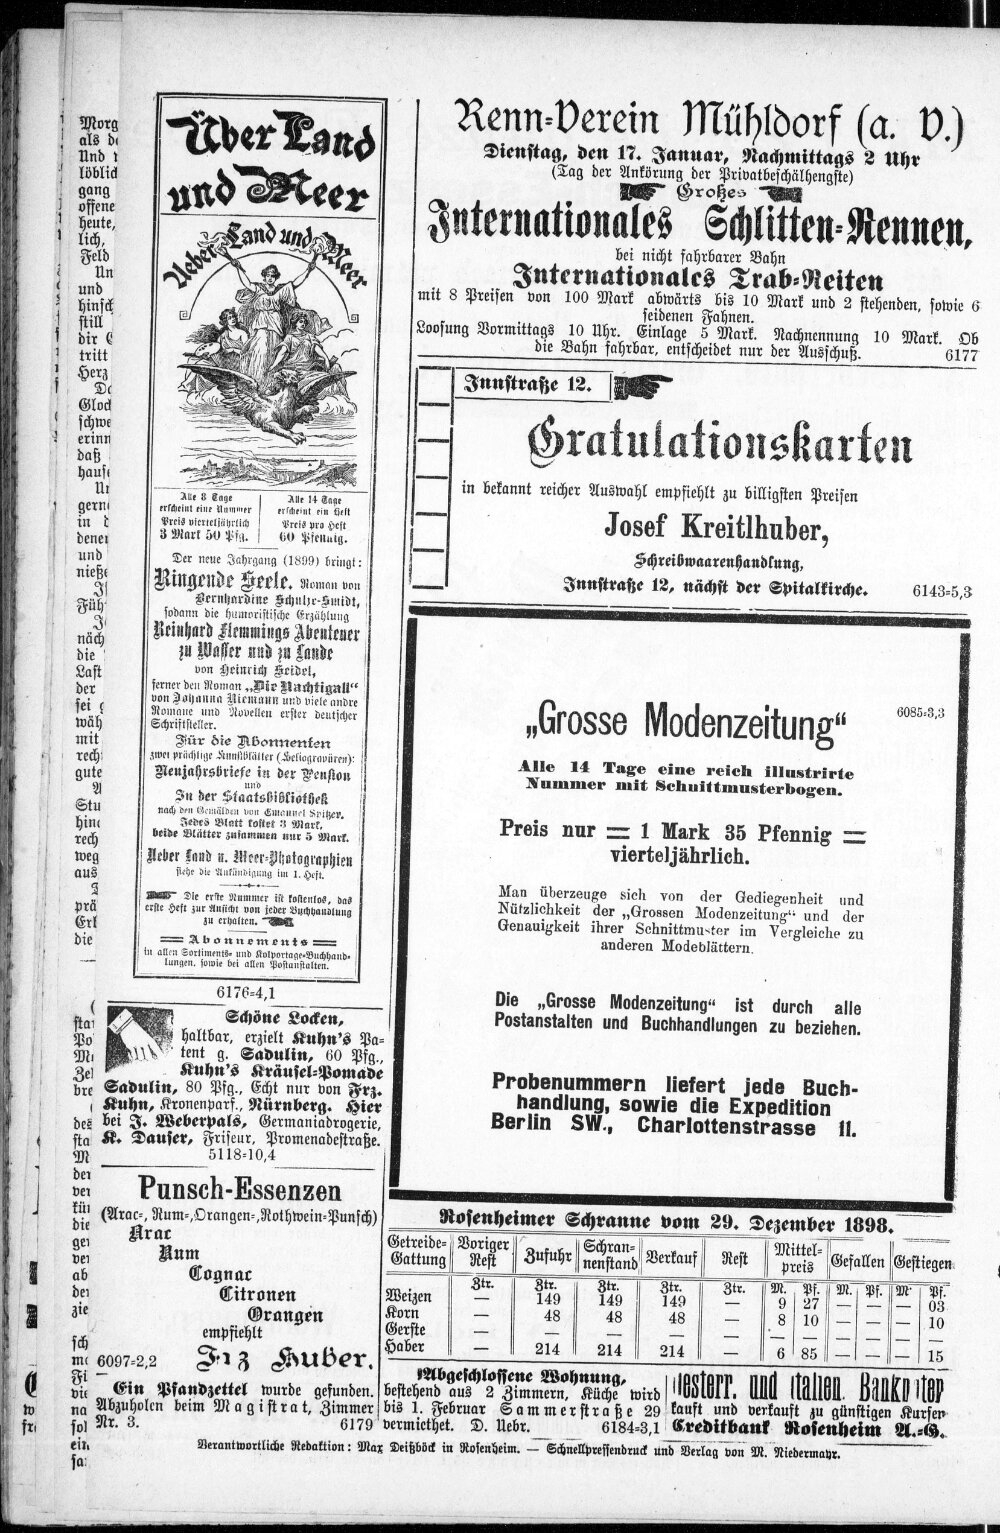 Über Land
und Meer
Ueber Land und Meer
Alle 8 Tage
erscheint eine Nummer
Preis vierteljährlich
3 Mark 50 Pfg.
Alle 14 Tage
erscheint ein Heft
Preis pro Heft
60 Pfennig.
Der neue Jahrgang (1899) bringt:
Ringende Seele. Roman von
Bernhardine Schulze-Smidt,
sodann die humoristische Erzählung
Reinhard Flemmings Abenteuer
zu Wasser und zu Lande
von Heinrich Seidel,
ferner den Roman „Die Nachtigall“
von Johanna Niemann und viele andre
Romane und Novellen erster deutscher
Schriftsteller.
Für die Abonnenten
zwei prächtige Kunstblätter (Heliogravüren):
Neujahrsbriefe in der Pension
und
In der Staatsbibliothek
nach den Gemälden von Emanuel Spitzer.
Jedes Blatt kostet 3 Mark,
beide Blätter zusammen nur 5 Mark.
Ueber Land u. Meer-Photographien
siehe die Ankündigung im 1. Heft.
Die erste Nummer ist kostenlos, das
erste Heft zur Ansicht von jeder Buchhandlung
zu erhalten.
Abonnements
in allen Sortiments- und Kolportage-Buchhand-
lungen, sowie bei allen Postanstalten.
6176-4,1
Schöne Locken,
haltbar, erzielt Kuhn's Pa-
tent g. Sadulin, 60 Pfg.,
Kuhn's Kräusel-Pomade
Sadulin, 80 Pfg., Echt nur von Frz.
Kuhn, Kronenparf., Nürnberg. Hier
bei J. Weberpals, Germaniadrogerie,
K. Dauser, Friseur, Promenadestraße.
5118-10,4
Punsch-Essenzen
(Arac-, Rum-, Orangen-, Rothwein-Punsch)
Arac
Rum
Cognac
Citronen
Orangen
empfiehlt
6097-2,2 Frz Huber.
Ein Pfandzettel wurde gefunden.
Abzuholen beim Magistrat, Zimmer
Nr. 3. 6179
Renn-Verein Mühldorf (a. V.)
Dienstag, den 17. Januar, Nachmittags 2 Uhr
(Tag der Ankörung der Privatbeschälhengste)
Großes
Internationales Schlitten-Rennen,
bei nicht fahrbarer Bahn
Internationales Trab-Reiten
mit 8 Preisen von 100 Mark abwärts bis 10 Mark und 2 stehenden, sowie 6
seidenen Fahnen.
Loosung Vormittags 10 Uhr. Einlage 5 Mark. Nachnennung 10 Mark. Ob
die Bahn fahrbar, entscheidet nur der Ausschuß. 6177
Innstraße 12.
Gratulationskarten
in bekannt reicher Auswahl empfiehlt zu billigsten Preisen
Josef Kreitlhuber,
Schreibwaarenhandlung,
Innstraße 12, nächst der Spitalkirche. 6143-5,3
„Grosse Modenzeitung“ 6085-3,3
Alle 14 Tage eine reich illustrirte
Nummer mit Schnittmusterbogen.
Preis nur = 1 Mark 35 Pfennig =
vierteljährlich.
Man überzeuge sich von der Gediegenheit und
Nützlichkeit der „Grossen Modenzeitung“ und der
Genauigkeit ihrer Schnittmuster im Vergleiche zu
anderen Modeblättern.
Die „Grosse Modenzeitung“ ist durch alle
Postanstalten und Buchhandlungen zu beziehen.
Probenummern liefert jede Buch-
handlung, sowie die Expedition
Berlin SW., Charlottenstrasse 11.
Rosenheimer Schranne vom 29. Dezember 1898.
Getreide-Gattung Voriger Rest Zufuhr Schran-nenstand Verkauf Rest Mittel-preis Gefallen Gestiegen
Ztr. Ztr. Ztr. Ztr. Ztr. M. Pf. M. Pf. M. Pf.
Weizen — 149 149 149 — 9 27 — — — 03
Korn — 48 48 48 — 8 10 — — — 10
Gerste — — — — — — — — — — —
Haber — 214 214 214 — 6 85 — — — 15
Abgeschlossene Wohnung,
bestehend aus 2 Zimmern, Küche wird
bis 1. Februar Sammerstraße 29
vermiethet. D. Uebr. 6184-3,1
Oesterr. und italien. Banknoten
kauft und verkauft zu günstigen Kursen
Creditbank Rosenheim A.-G.
Verantwortliche Redaktion: Max Deißböck in Rosenheim. — Schnellpressendruck und Verlag von M. Niedermayr.